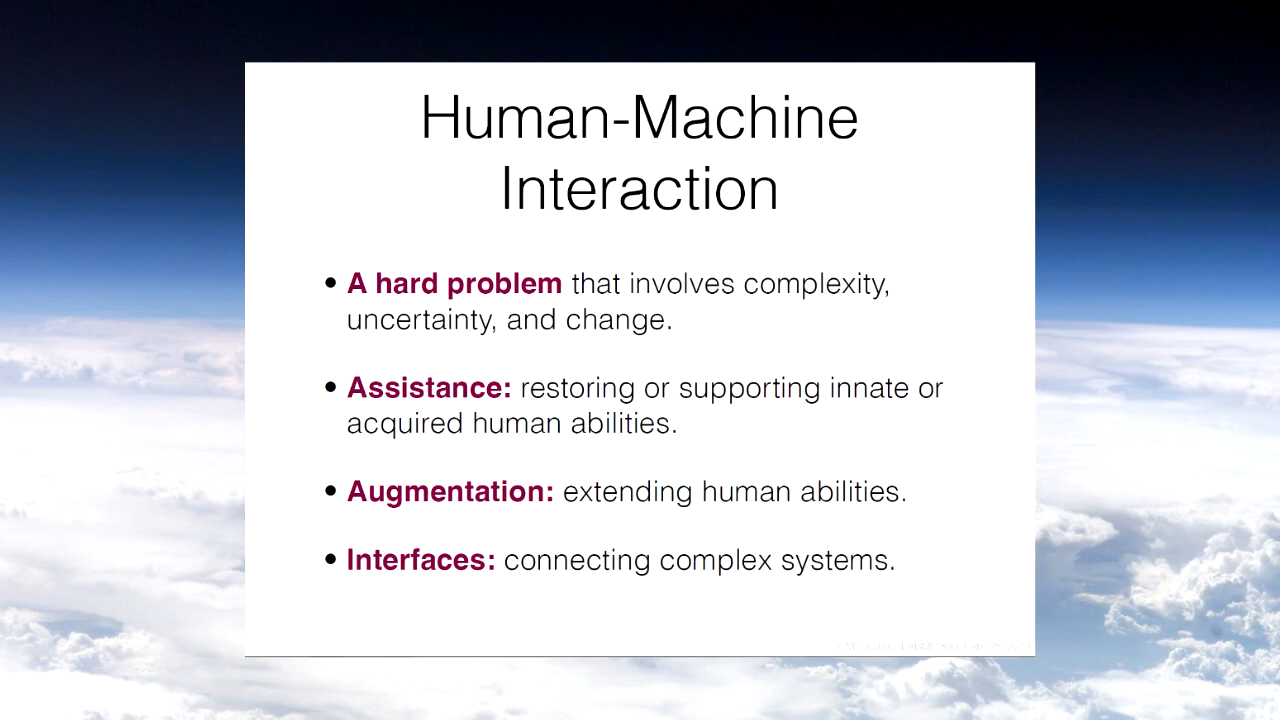 Human-Machine
Interaction
• A hard problem that involves complexity,
uncertainty, and change.
• Assistance: restoring or supporting innate or
acquired human abilities.
• Augmentation: extending human abilities.
• Interfaces: connecting complex systems.